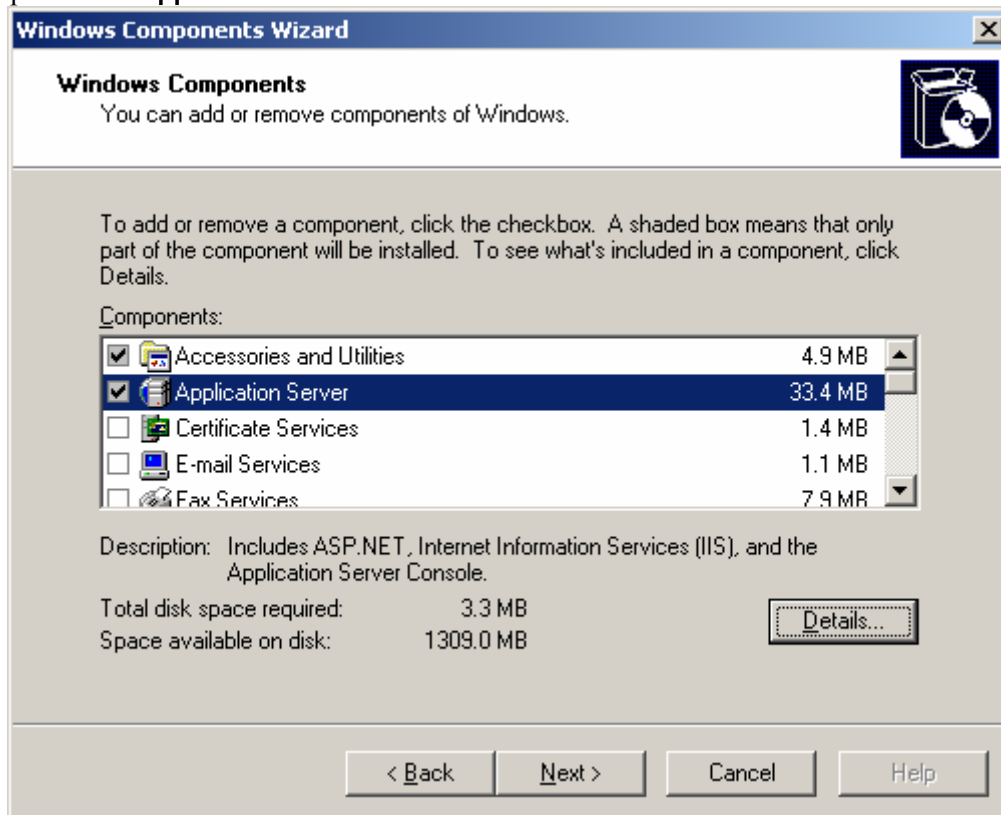 Windows Components Wizard
Windows Components
You can add or remove components of Windows.
To add or remove a component, click the checkbox. A shaded box means that only
part of the component will be installed. To see what's included in a component, click
Details.
Components:
Accessories and Utilities 4.9 MB
Application Server 33.4 MB
Certificate Services 1.4 MB
E-mail Services 1.1 MB
Fax Services 7.9 MB
Description: Includes ASP.NET, Internet Information Services (IIS), and the
Application Server Console.
Total disk space required: 3.3 MB
Space available on disk: 1309.0 MB
Details...
< Back Next > Cancel Help